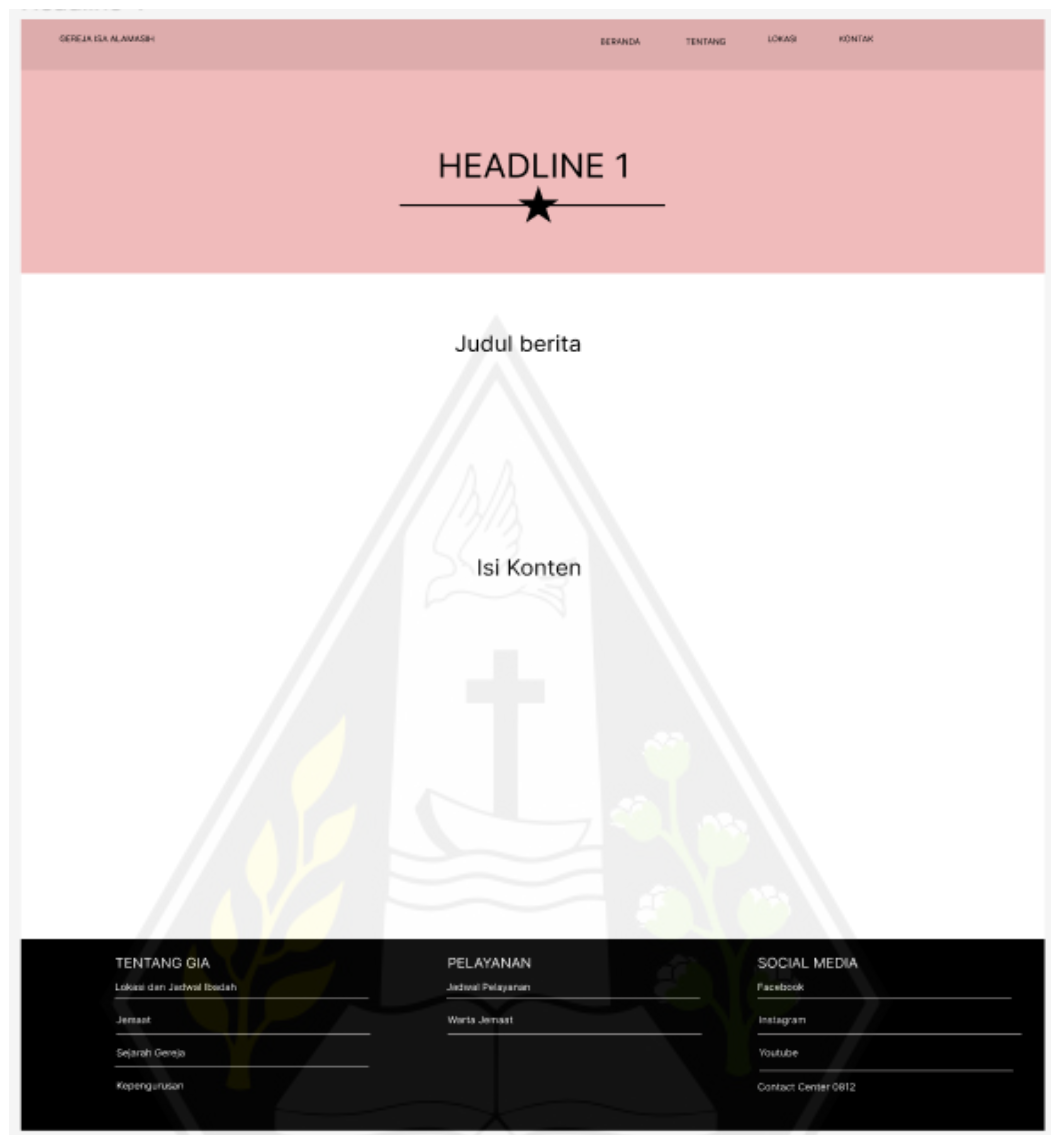 GEREJA ISA ALAMASIH
BERANDA TENTANG LOKASI KONTAK
HEADLINE 1
Judul berita
Isi Konten
TENTANG GIA PELAYANAN SOCIAL MEDIA
Lokasi dan Jadwal Ibadah Jadwal Pelayanan Facebook
Jemaat Warta Jemaat Instagram
Sejarah Gereja Youtube
Kepengurusan Contact Center 0812